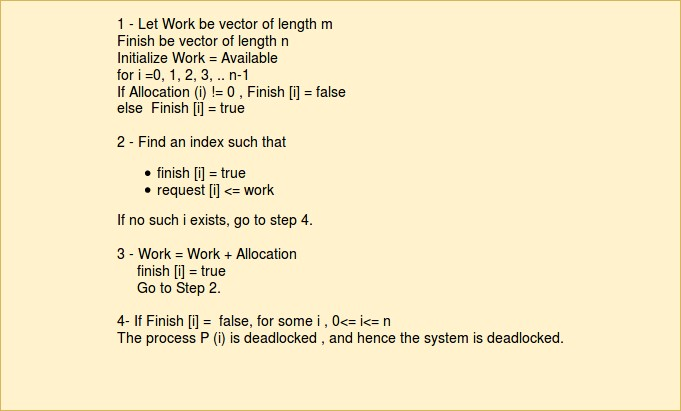 1 - Let Work be vector of length m
Finish be vector of length n
Initialize Work = Available
for i =0, 1, 2, 3, .. n-1
If Allocation (i) != 0 , Finish [i] = false
else  Finish [i] = true
2 - Find an index such that
• finish [i] = true
• request [i] <= work
If no such i exists, go to step 4.
3 - Work = Work + Allocation
finish [i] = true
Go to Step 2.
4- If Finish [i] =  false, for some i , 0<= i<= n
The process P (i) is deadlocked , and hence the system is deadlocked.